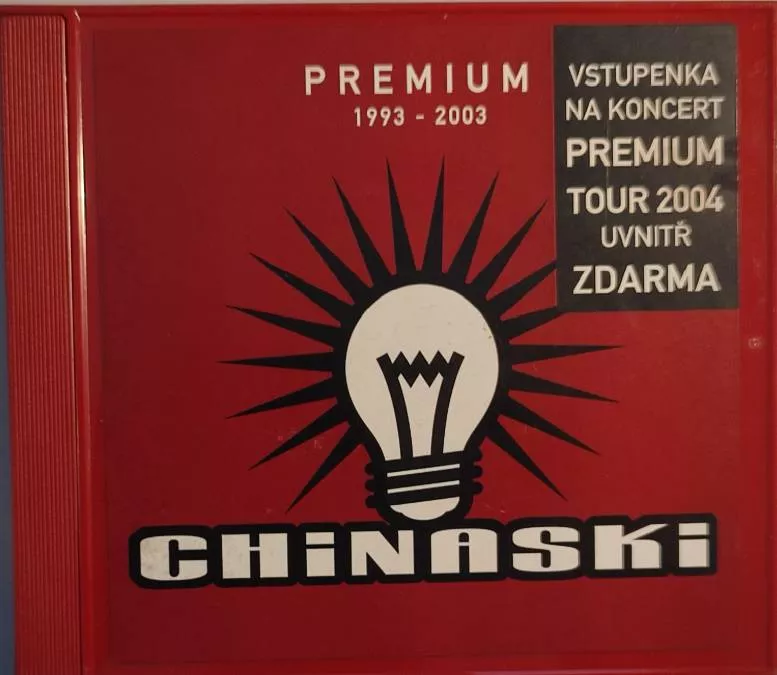 PREMIUM
1993 - 2003
VSTUPENKA
NA KONCERT
PREMIUM
TOUR 2004
UVNITŘ
ZDARMA
CHiNASKi